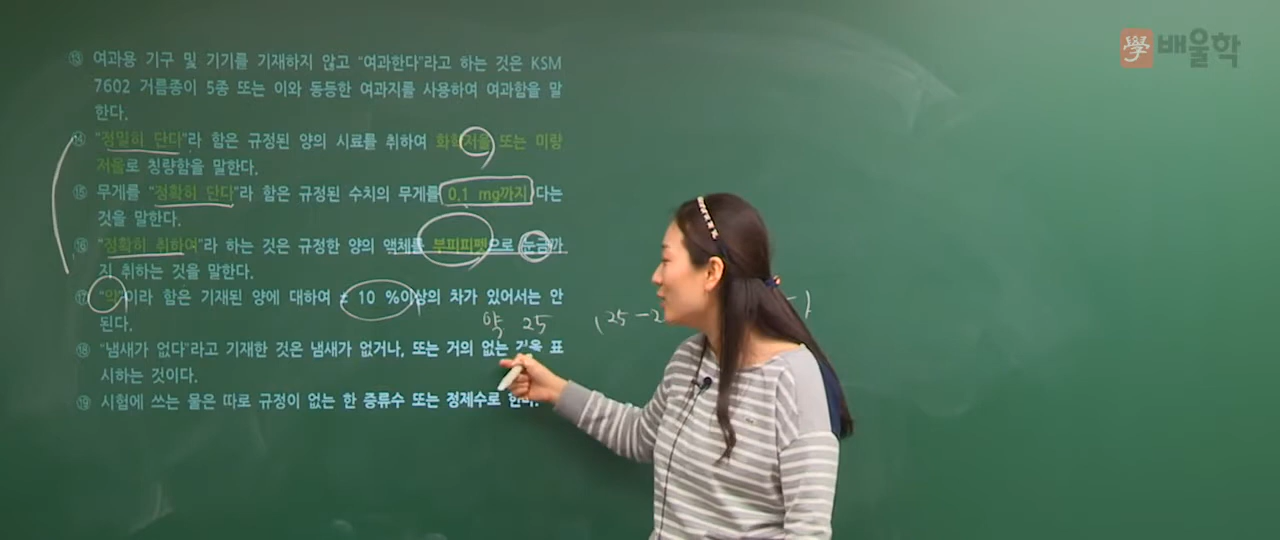 學 배울학
⑬ 여과용 기구 및 기기를 기재하지 않고 "여과한다"라고 하는 것은 KSM
7602 거름종이 5종 또는 이와 동등한 여과지를 사용하여 여과함을 말
한다.
⑭ "정밀히 단다"라 함은 규정된 양의 시료를 취하여 화학저울 또는 미량
저울로 칭량함을 말한다.
⑮ 무게를 "정확히 단다"라 함은 규정된 수치의 무게를 0.1 mg까지 다는
것을 말한다.
⑯ "정확히 취하여"라 하는 것은 규정한 양의 액체를 부피피펫으로 눈금까
지 취하는 것을 말한다.
⑰ "약"이라 함은 기재된 양에 대하여 ± 10 %이상의 차가 있어서는 안
된다.
약 25 (25-2
⑱ "냄새가 없다"라고 기재한 것은 냄새가 없거나, 또는 거의 없는 것을 표
시하는 것이다.
⑲ 시험에 쓰는 물은 따로 규정이 없는 한 증류수 또는 정제수로 한다.